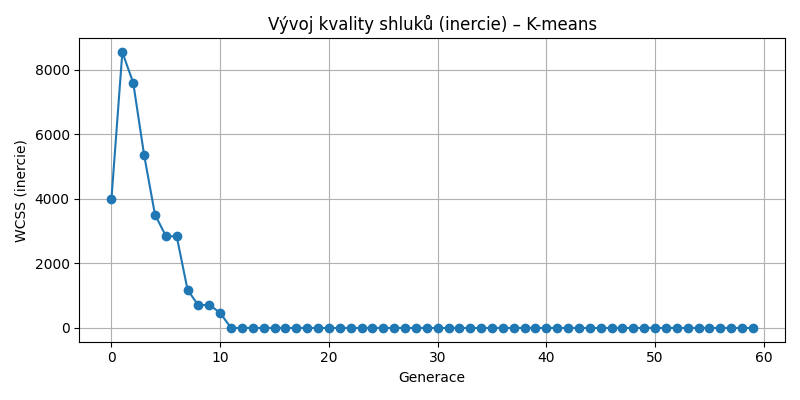 Vývoj kvality shluků (inercie) – K-means
WCSS (inercie)
8000
6000
4000
2000
0
0 10 20 30 40 50 60
Generace